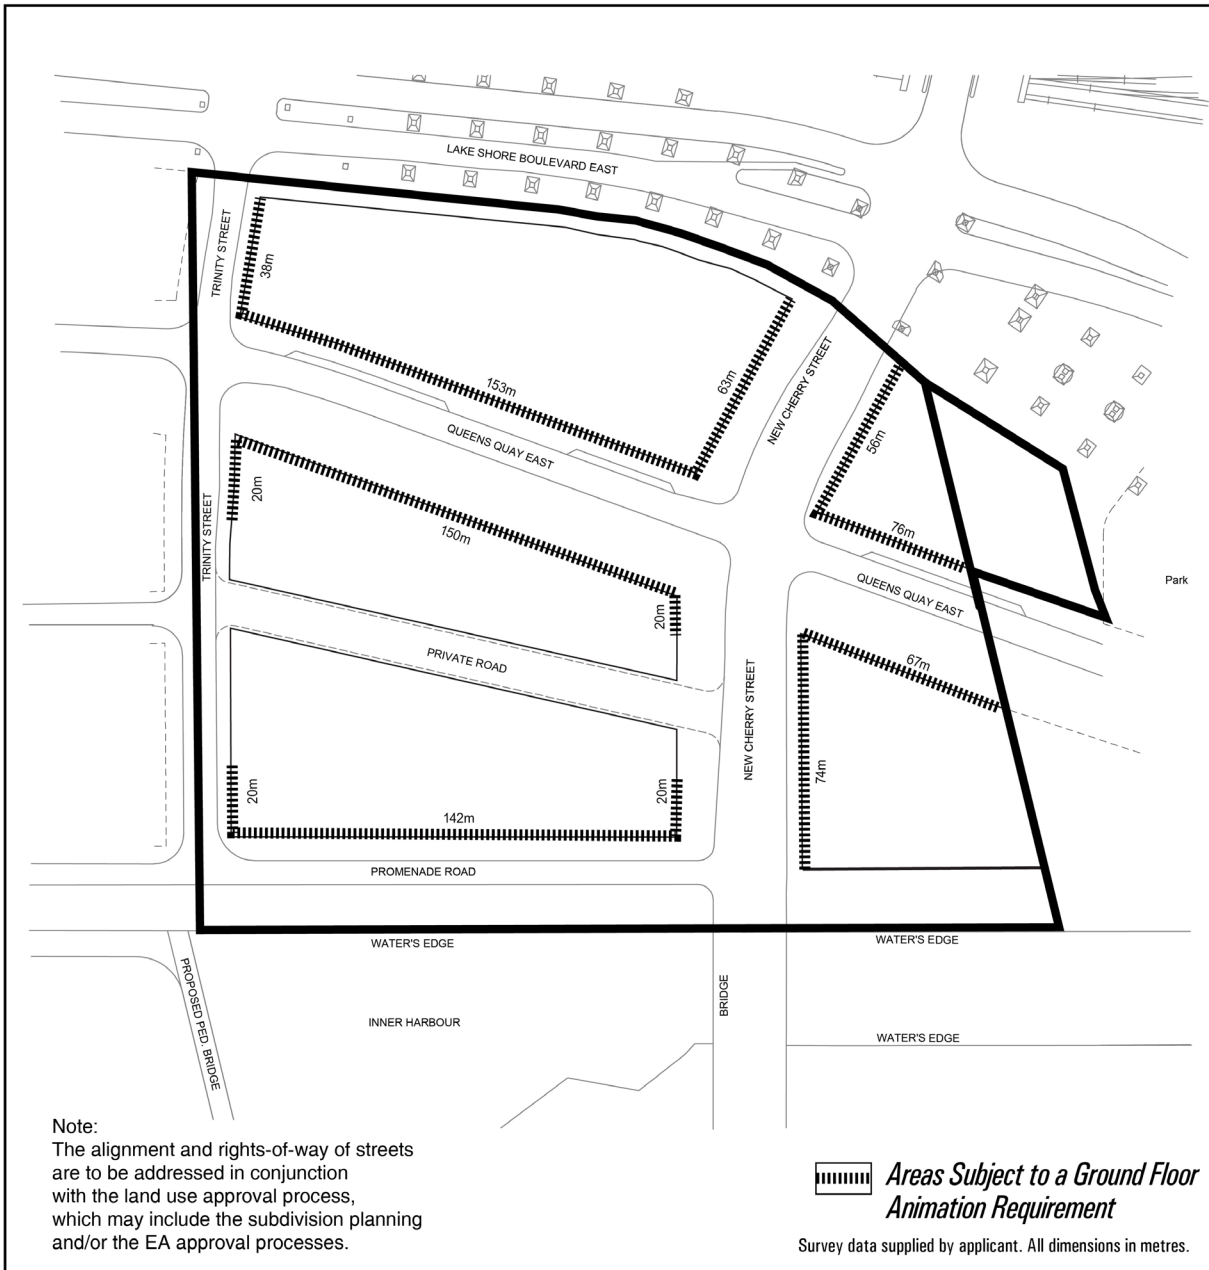 LAKE SHORE BOULEVARD EAST
TRINITY STREET
38m
153m
63m
NEW CHERRY STREET
QUEENS QUAY EAST
56m
76m
TRINITY STREET
20m
150m
20m
QUEENS QUAY EAST
Park
PRIVATE ROAD
67m
NEW CHERRY STREET
74m
20m
20m
142m
PROMENADE ROAD
WATER'S EDGE
WATER'S EDGE
PROPOSED PED. BRIDGE
BRIDGE
INNER HARBOUR
WATER'S EDGE
Note:
The alignment and rights-of-way of streets
are to be addressed in conjunction
with the land use approval process,
which may include the subdivision planning
and/or the EA approval processes.
Areas Subject to a Ground Floor
Animation Requirement
Survey data supplied by applicant. All dimensions in metres.